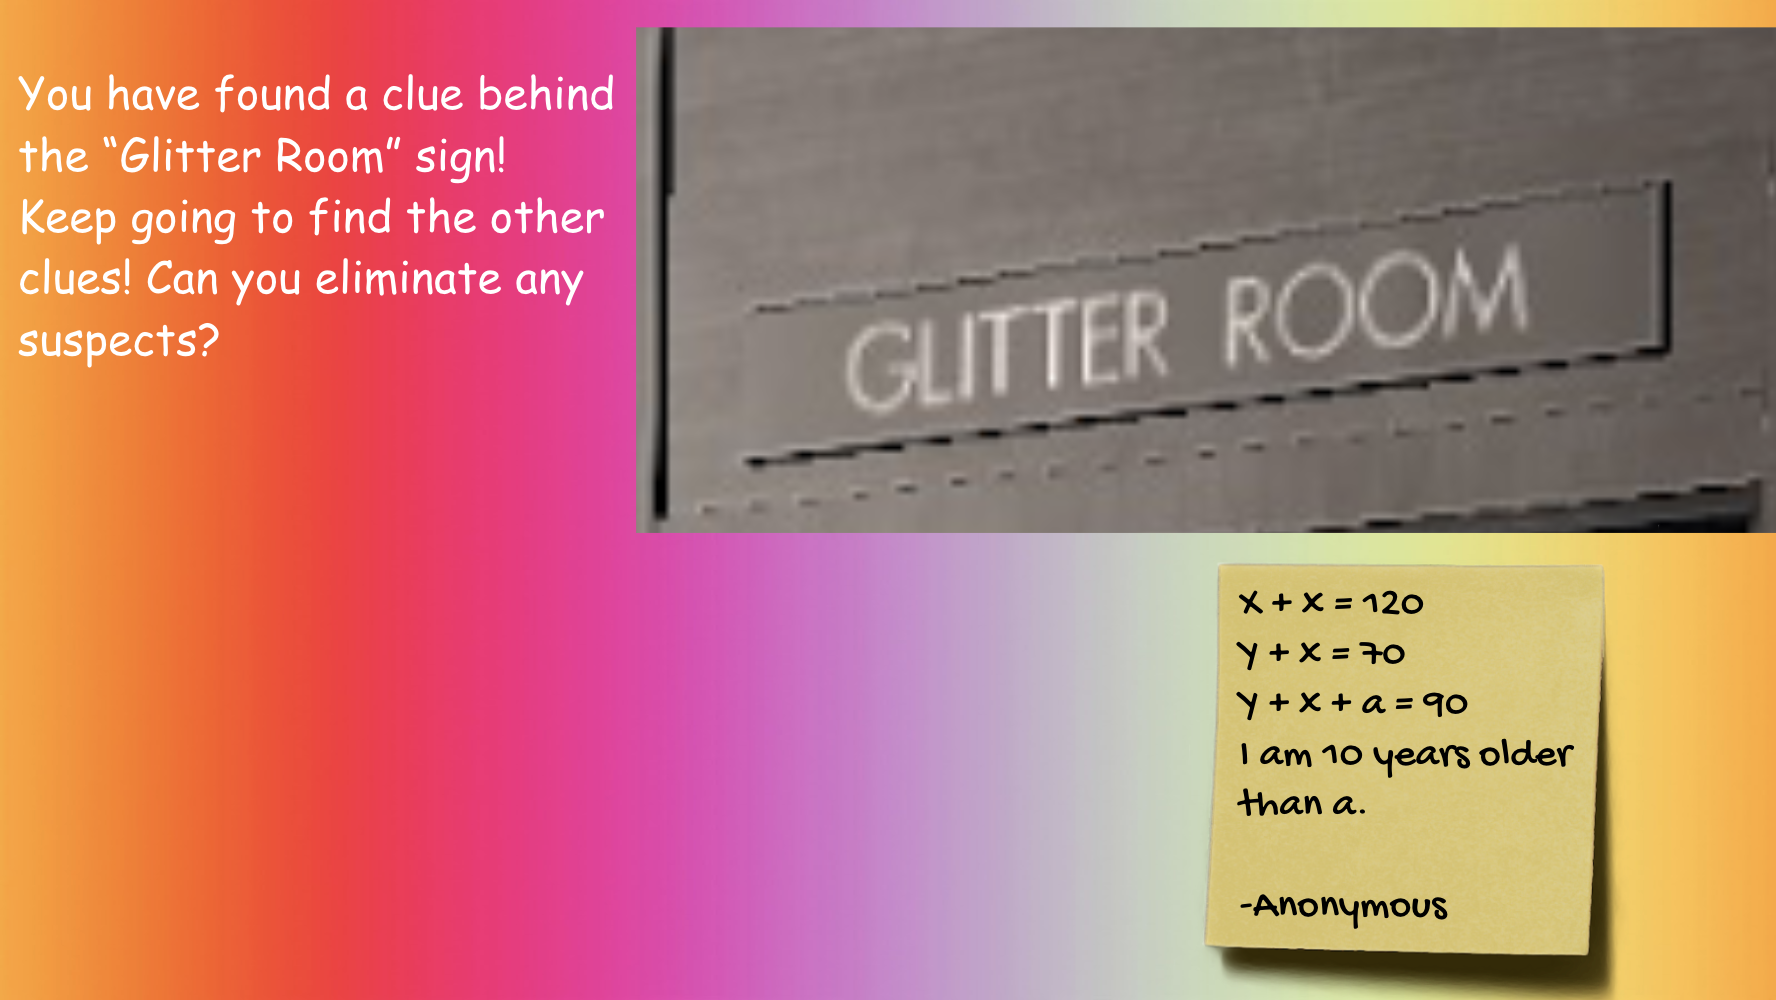 You have found a clue behind
the “Glitter Room” sign!
Keep going to find the other
clues! Can you eliminate any
suspects?
GLITTER ROOM
X + x = 120
y + x = 70
y + x + a = 90
I am 10 years older
than a.
-Anonymous